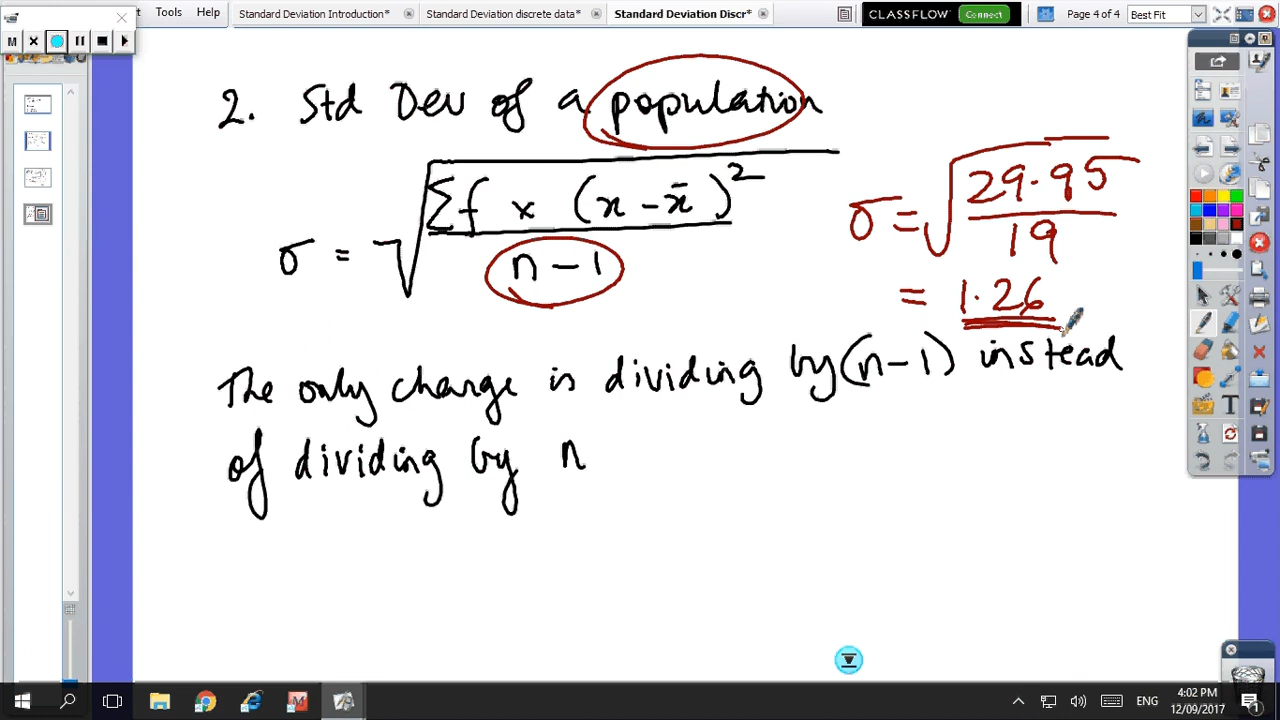 Tools Help Standard Deviation Introduction* Standard Deviation discrete data* Standard Deviation Discr* CLASSFLOW Connect Page 4 of 4 Best Fit
M
2. Std Dev of a population
σ = √ Σf × (x - x̄)² / n - 1
σ = √ 29.95 / 19
= 1.26
The only change is dividing by (n-1) instead
of dividing by n
ENG
4:02 PM
12/09/2017